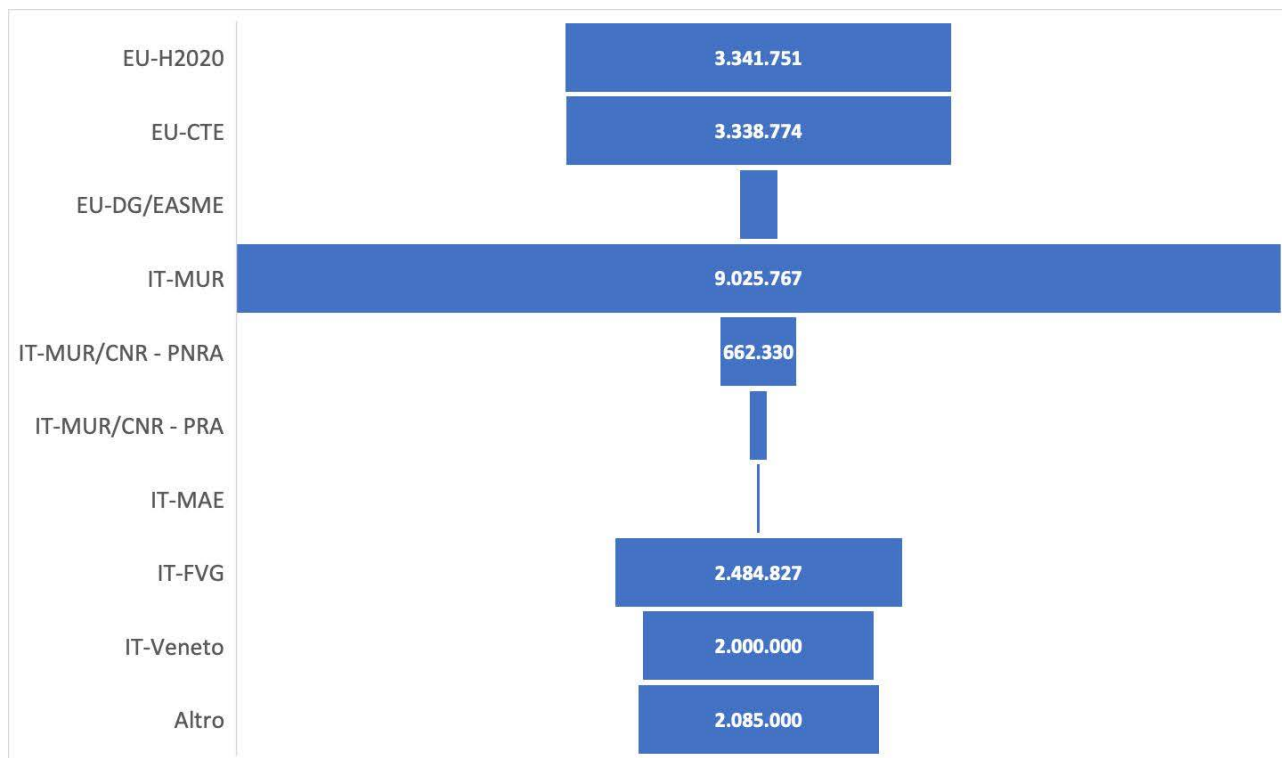 EU-H2020 3.341.751
EU-CTE 3.338.774
EU-DG/EASME
IT-MUR 9.025.767
IT-MUR/CNR - PNRA 662.330
IT-MUR/CNR - PRA
IT-MAE
IT-FVG 2.484.827
IT-Veneto 2.000.000
Altro 2.085.000